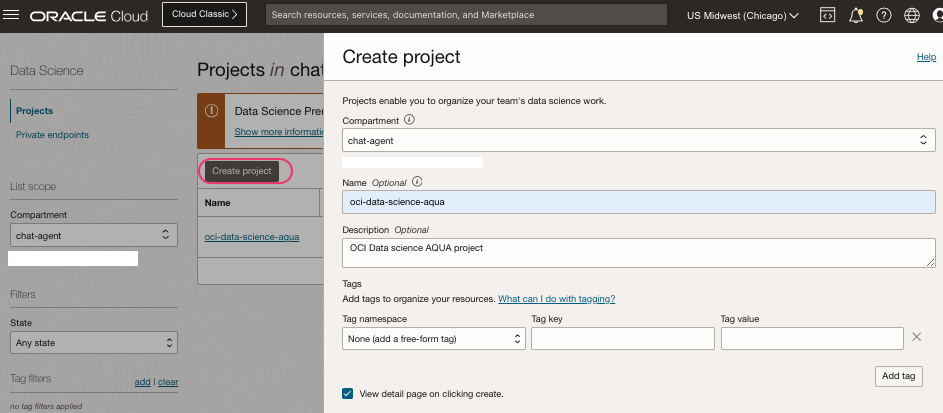 ORACLE Cloud
Cloud Classic
Search resources, services, documentation, and Marketplace
US Midwest (Chicago)
Data Science
Projects
Private endpoints
List scope
Compartment
chat-agent
Filters
State
Any state
Tag filters
add | clear
no tag filters applied
Projects in chat
Data Science Prer
Show more informatio
Create project
Name
oci-data-science-aqua
Create project
Help
Projects enable you to organize your team's data science work.
Compartment
chat-agent
Name Optional
oci-data-science-aqua
Description Optional
OCI Data science AQUA project
Tags
Add tags to organize your resources. What can I do with tagging?
Tag namespace
Tag key
Tag value
None (add a free-form tag)
Add tag
View detail page on clicking create.